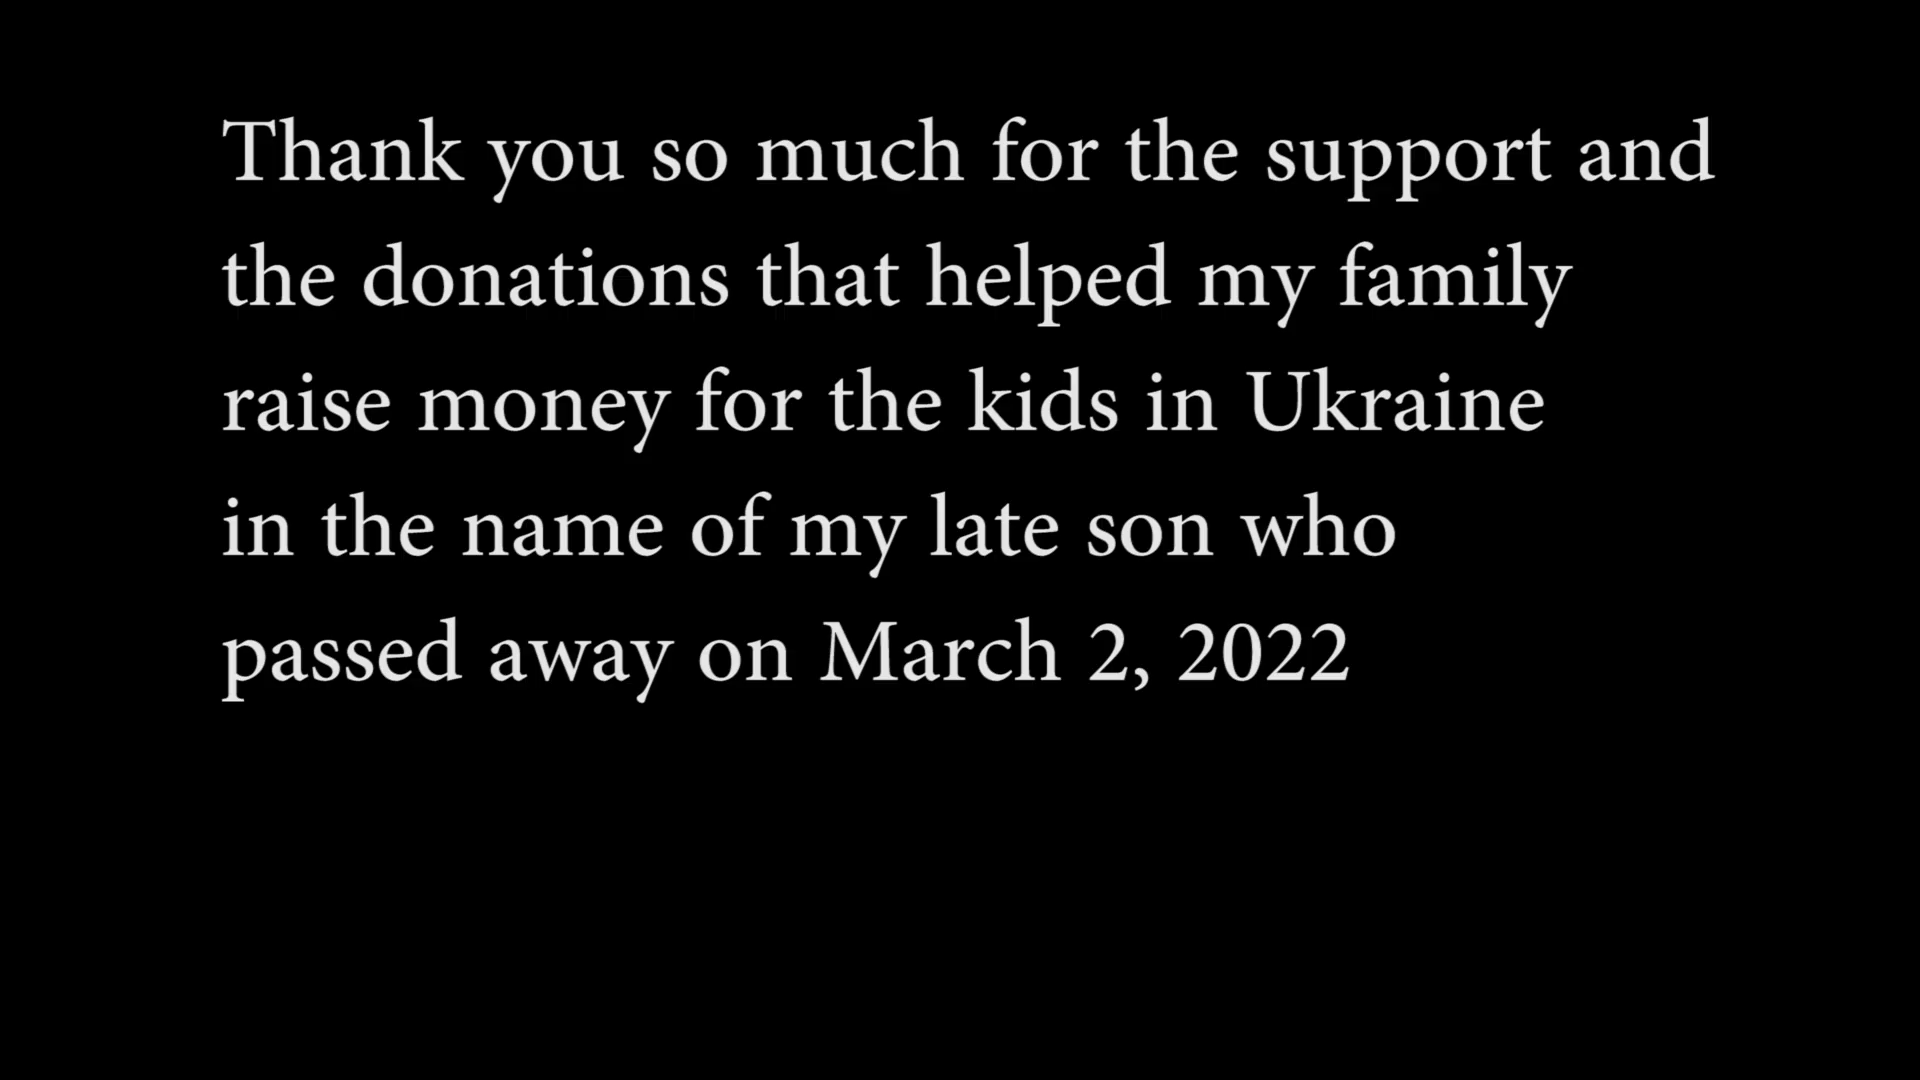 Thank you so much for the support and
the donations that helped my family
raise money for the kids in Ukraine
in the name of my late son who
passed away on March 2, 2022